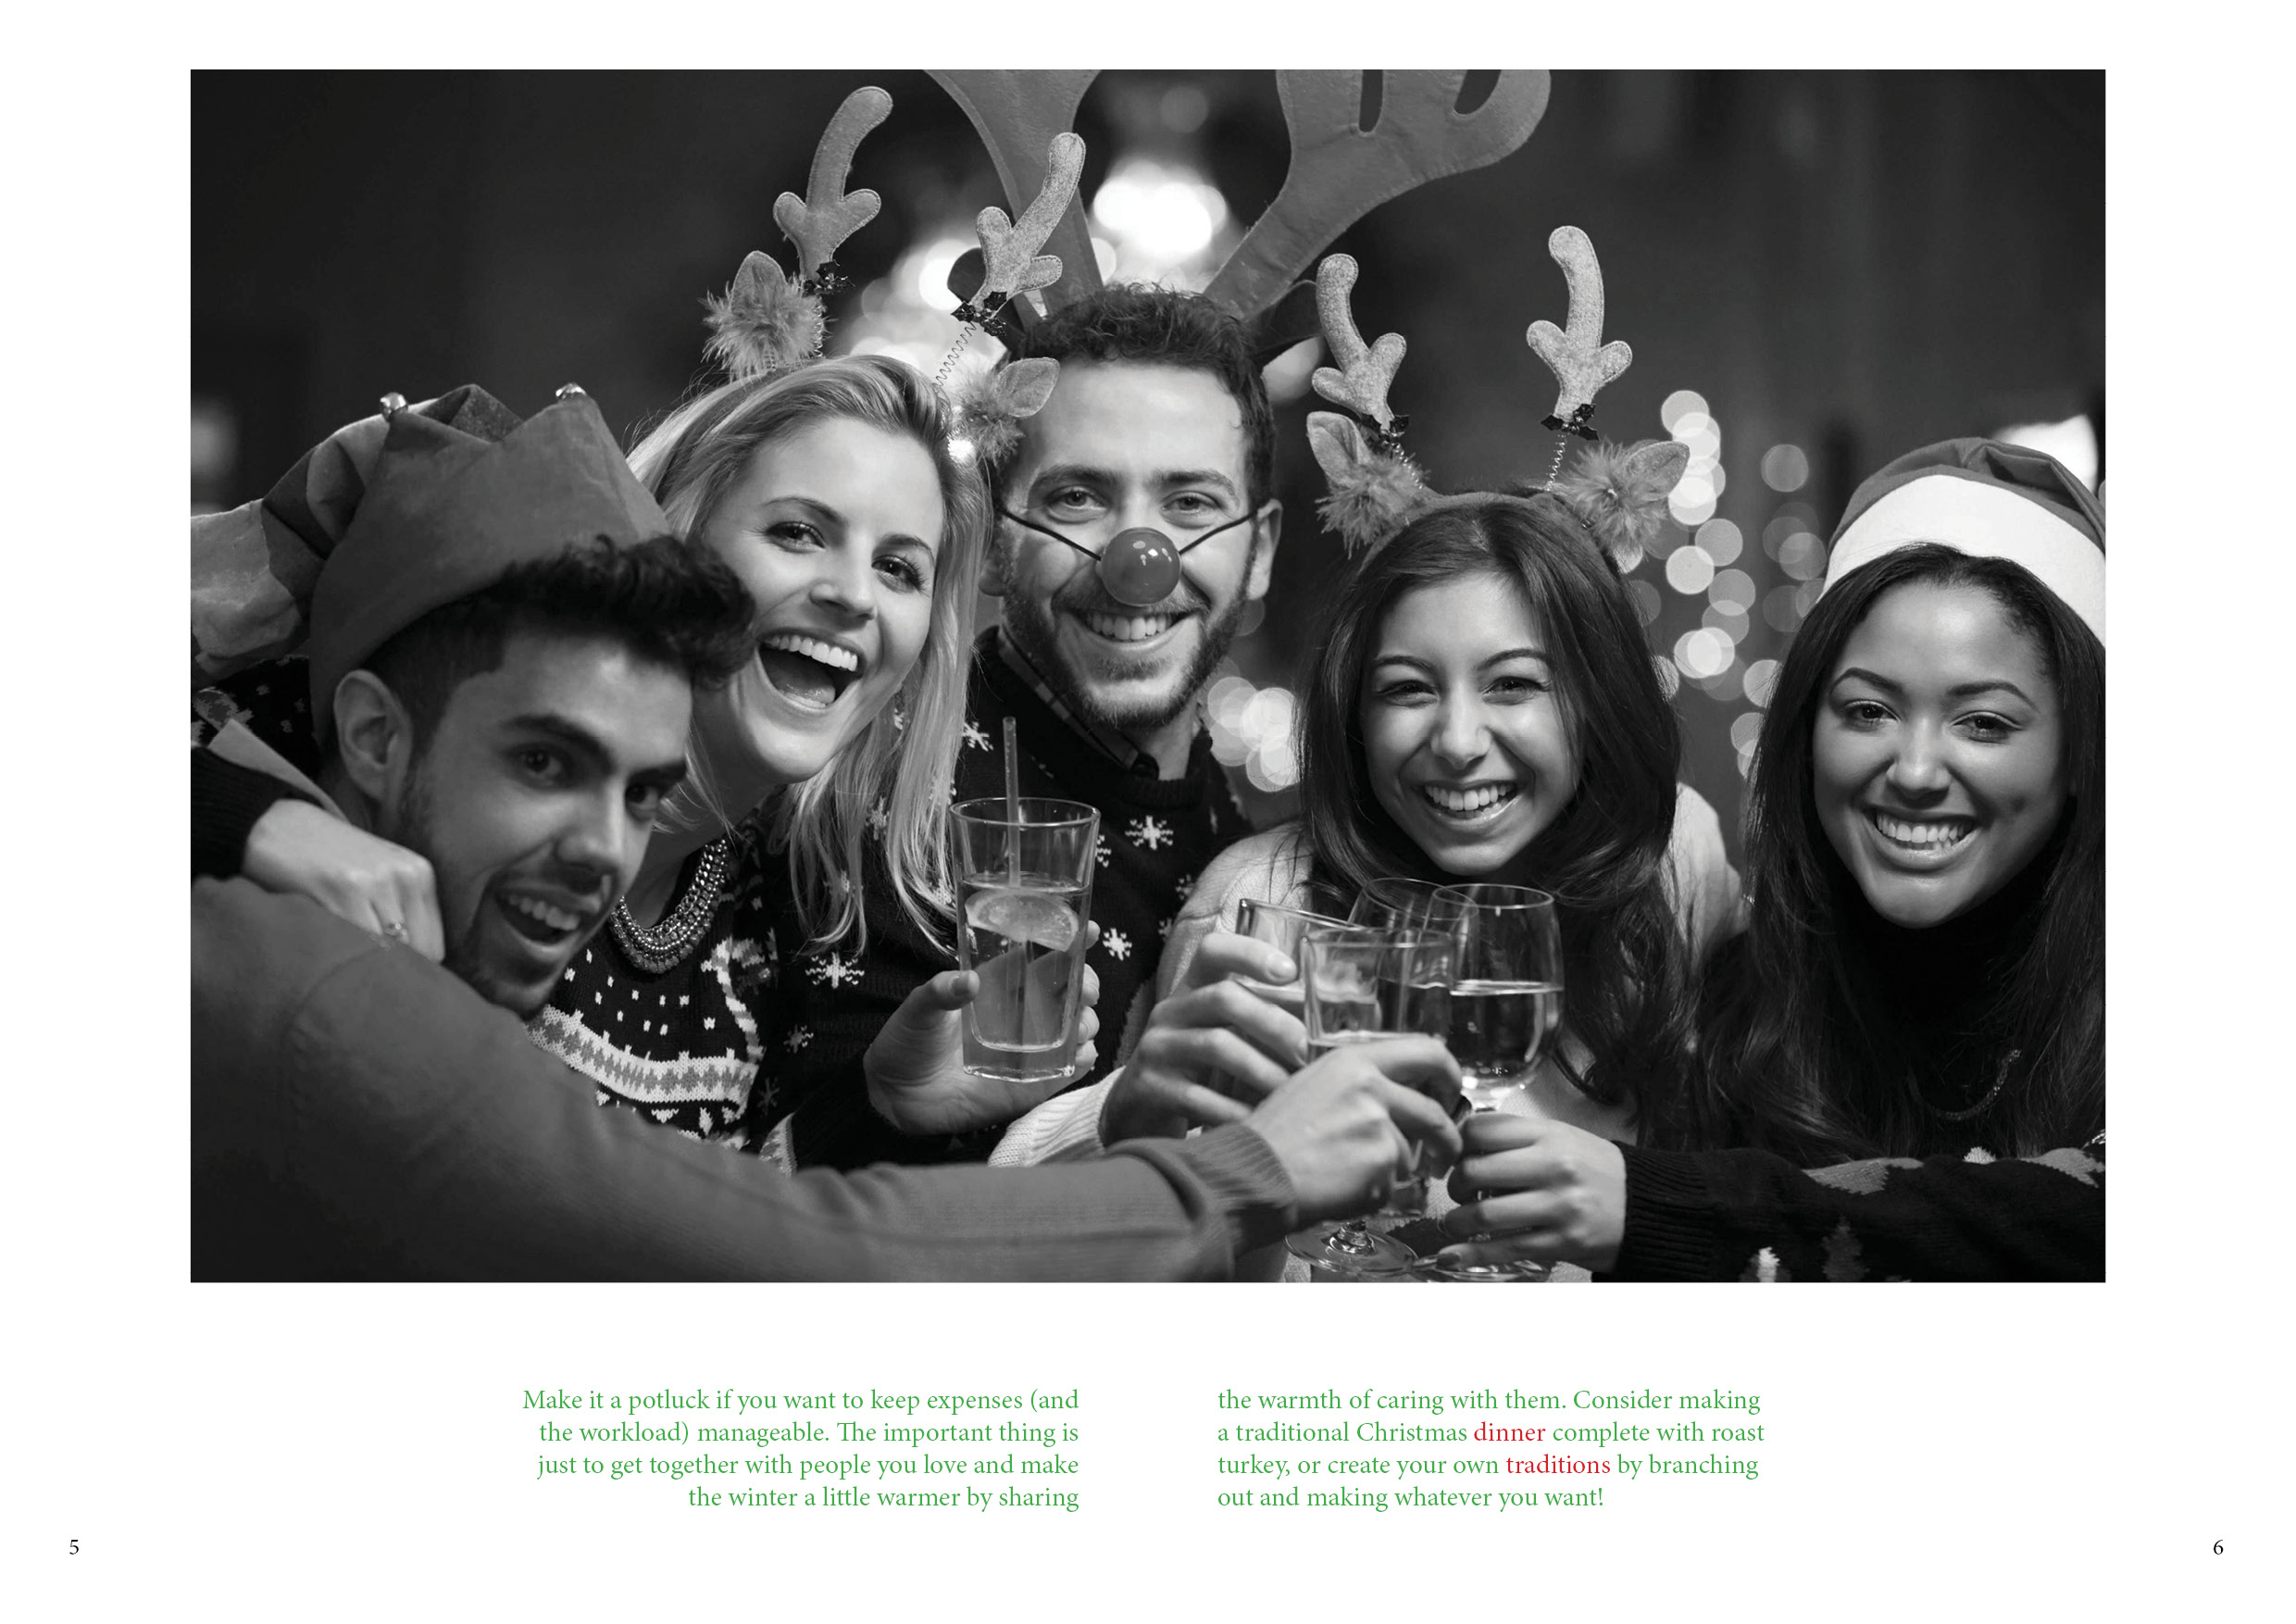 Make it a potluck if you want to keep expenses (and
the workload) manageable. The important thing is
just to get together with people you love and make
the winter a little warmer by sharing
the warmth of caring with them. Consider making
a traditional Christmas dinner complete with roast
turkey, or create your own traditions by branching
out and making whatever you want!
5
6